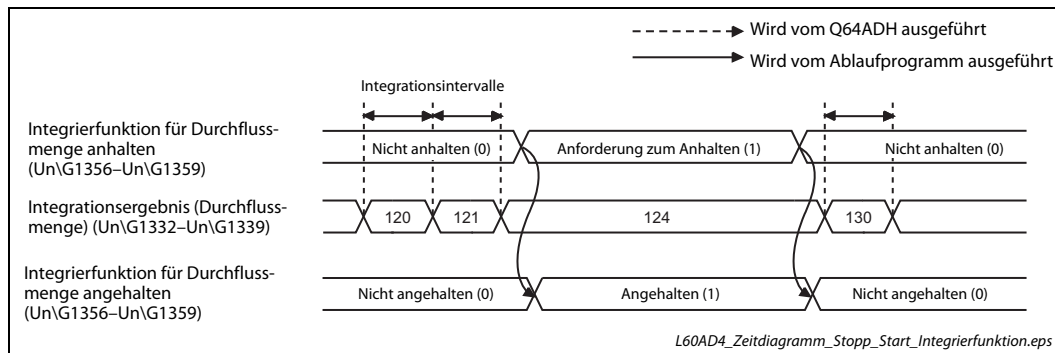 Wird vom Q64ADH ausgeführt
Wird vom Ablaufprogramm ausgeführt
Integrationsintervalle
Integrierfunktion für Durchfluss-
menge anhalten
(Un\G1356–Un\G1359)
Nicht anhalten (0)
Anforderung zum Anhalten (1)
Nicht anhalten (0)
Integrationsergebnis (Durchfluss-
menge) (Un\G1332–Un\G1339)
120
121
124
130
Integrierfunktion für Durchfluss-
menge angehalten
(Un\G1356–Un\G1359)
Nicht angehalten (0)
Angehalten (1)
Nicht angehalten (0)
L60AD4_Zeitdiagramm_Stopp_Start_Integrierfunktion.eps